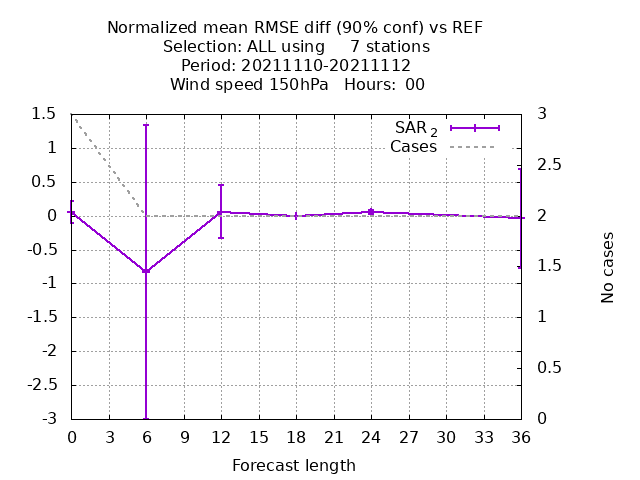 Normalized mean RMSE diff (90% conf) vs REF
Selection: ALL using     7 stations
Period: 20211110-20211112
Wind speed 150hPa   Hours:  00
1.5
1
0.5
0
-0.5
-1
-1.5
-2
-2.5
-3
SAR 2
Cases
3
2.5
2
1.5
1
0.5
0
No cases
0 3 6 9 12 15 18 21 24 27 30 33 36
Forecast length